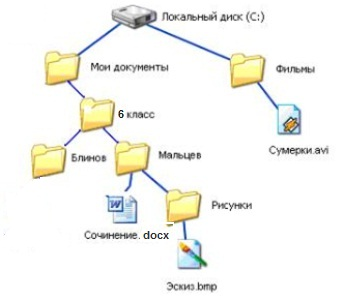 Локальный диск (C:)
Мои документы
Фильмы
6 класс
Сумерки.avi
Блинов
Мальцев
Рисунки
Сочинение. docx
Эскиз.bmp